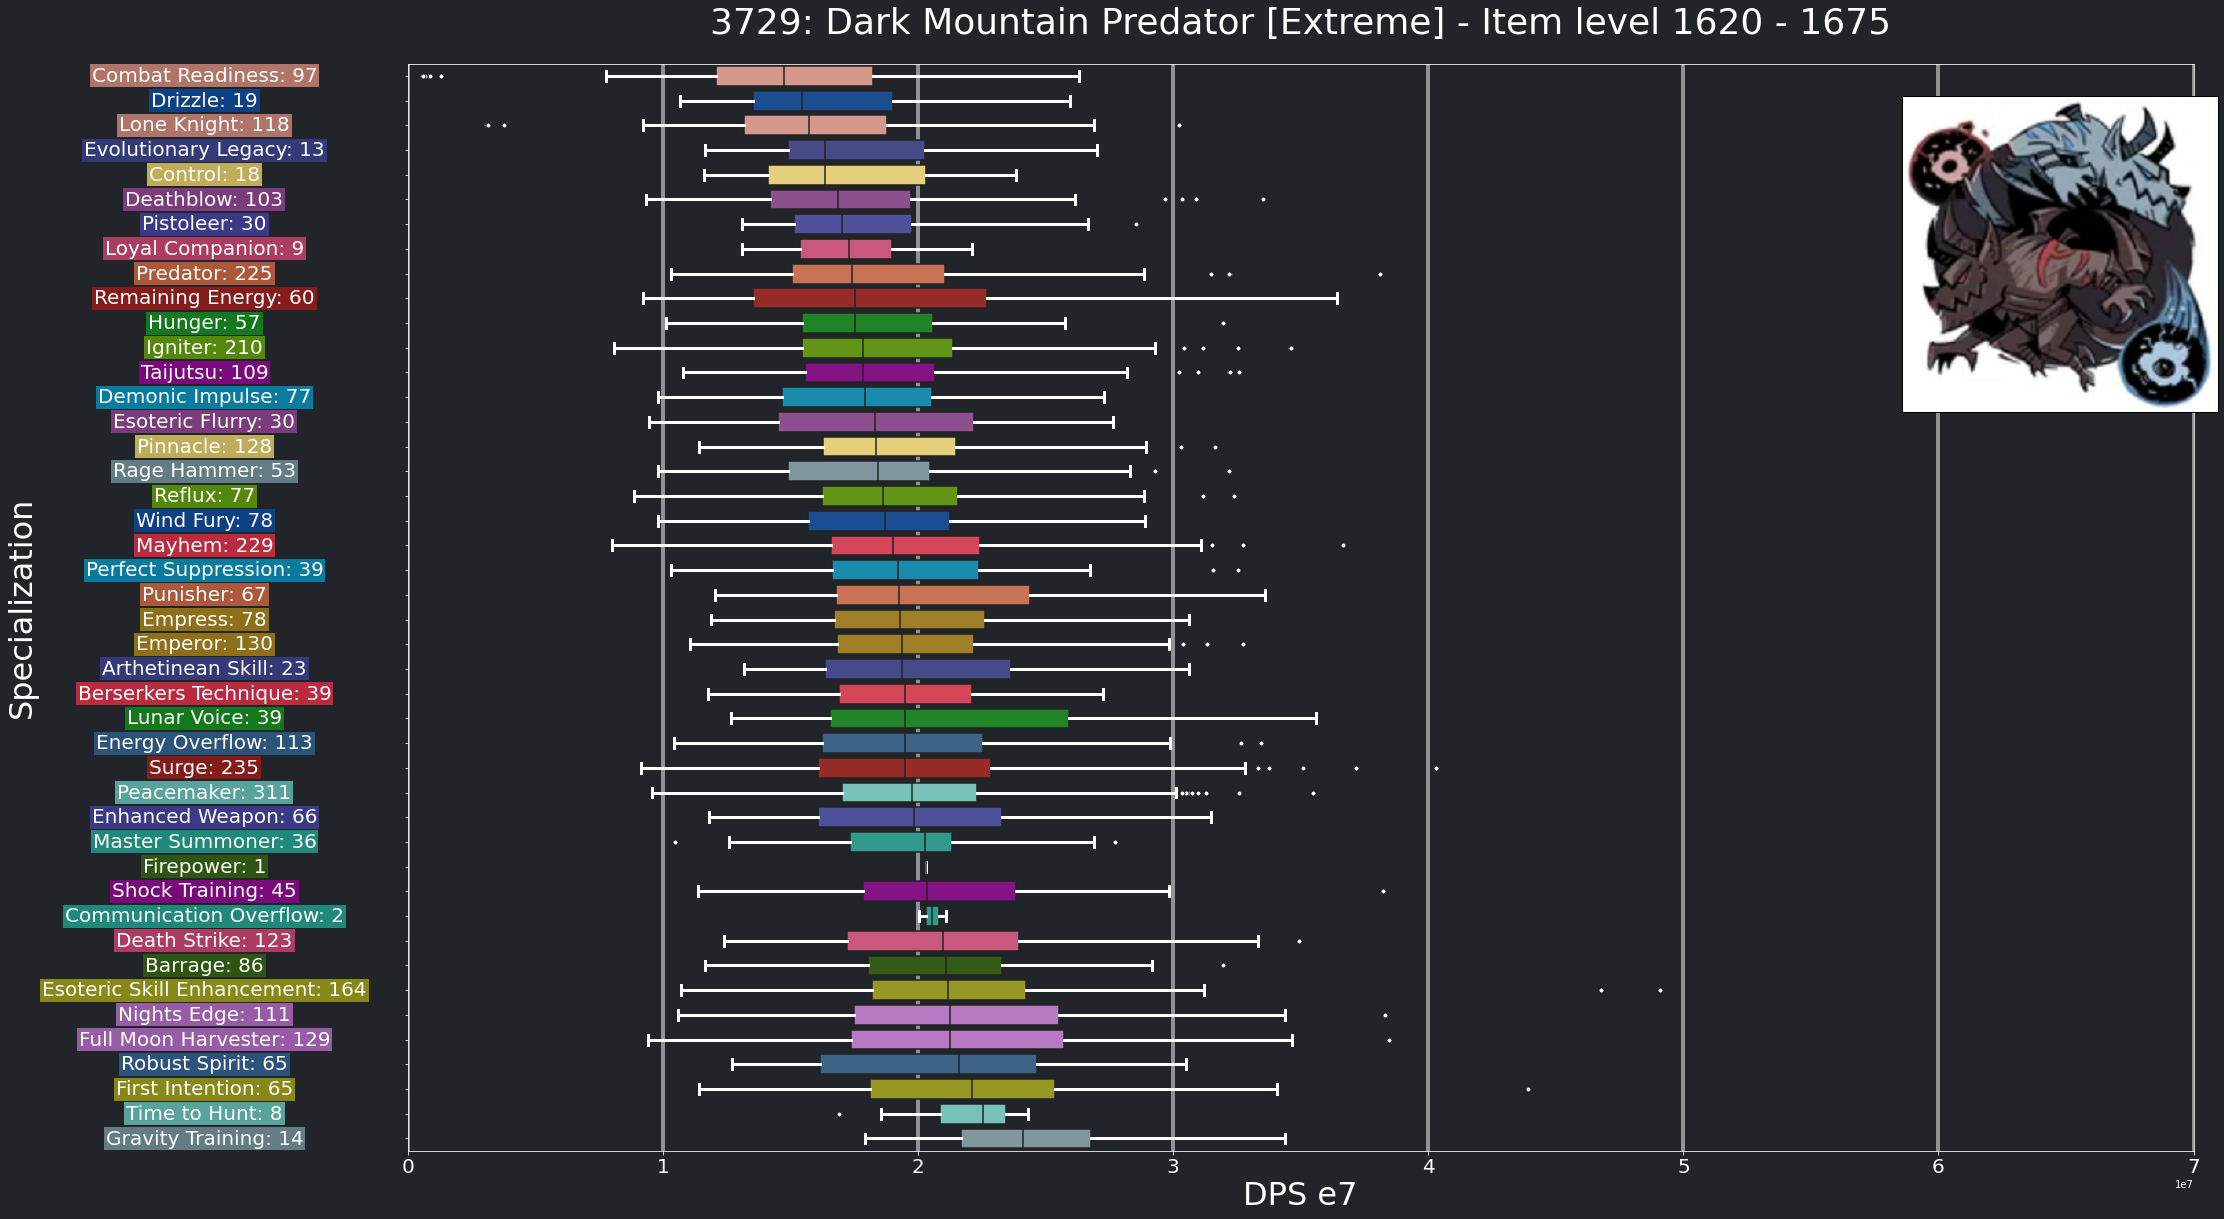 3729: Dark Mountain Predator [Extreme] - Item level 1620 - 1675
Combat Readiness: 97
Drizzle: 19
Lone Knight: 118
Evolutionary Legacy: 13
Control: 18
Deathblow: 103
Pistoleer: 30
Loyal Companion: 9
Predator: 225
Remaining Energy: 60
Hunger: 57
Igniter: 210
Taijutsu: 109
Demonic Impulse: 77
Esoteric Flurry: 30
Pinnacle: 128
Rage Hammer: 53
Reflux: 77
Wind Fury: 78
Mayhem: 229
Perfect Suppression: 39
Punisher: 67
Empress: 78
Emperor: 130
Arthetinean Skill: 23
Berserkers Technique: 39
Lunar Voice: 39
Energy Overflow: 113
Surge: 235
Peacemaker: 311
Enhanced Weapon: 66
Master Summoner: 36
Firepower: 1
Shock Training: 45
Communication Overflow: 2
Death Strike: 123
Barrage: 86
Esoteric Skill Enhancement: 164
Nights Edge: 111
Full Moon Harvester: 129
Robust Spirit: 65
First Intention: 65
Time to Hunt: 8
Gravity Training: 14
Specialization
0 1 2 3 4 5 6 7
1e7
DPS e7